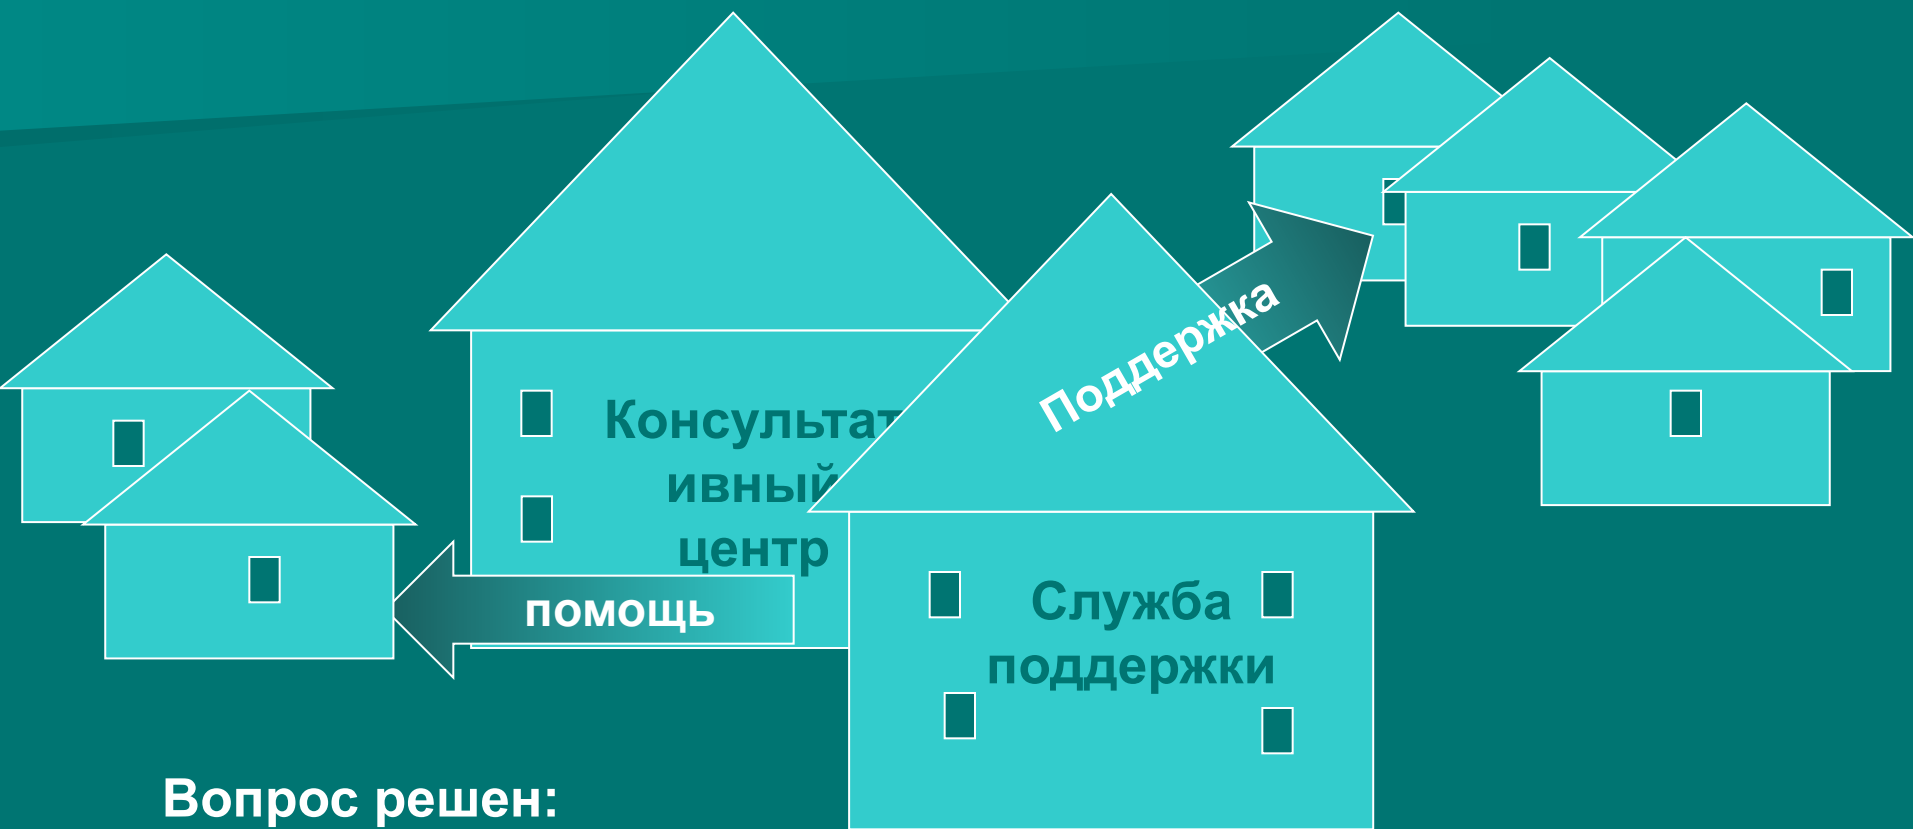 Консультат
ивный
центр
Поддержка
помощь
Служба
поддержки
Вопрос решен: